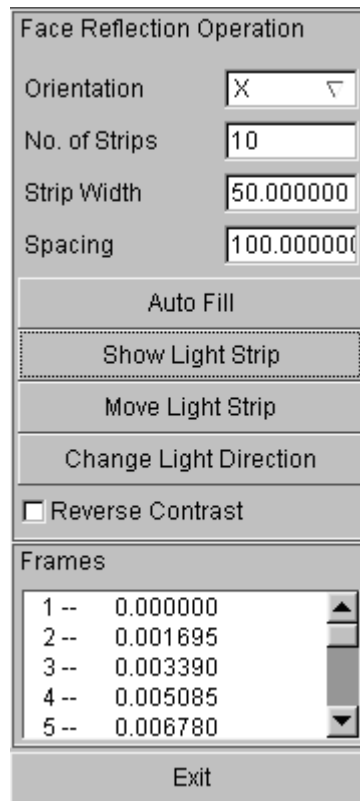 Face Reflection Operation
Orientation X
No. of Strips 10
Strip Width 50.000000
Spacing 100.000000
Auto Fill
Show Light Strip
Move Light Strip
Change Light Direction
Reverse Contrast
Frames
1 -- 0.000000
2 -- 0.001695
3 -- 0.003390
4 -- 0.005085
5 -- 0.006780
Exit